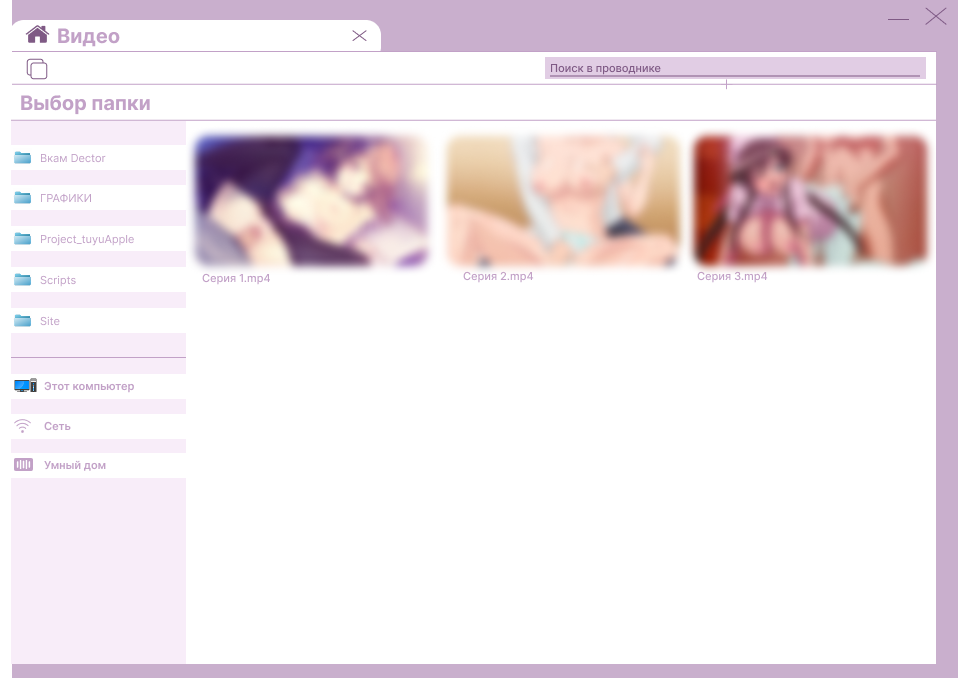 Видео
Поиск в проводнике
Выбор папки
Вкам Dector
ГРАФИКИ
Project_tuyuApple
Scripts
Site
Этот компьютер
Сеть
Умный дом
Серия 1.mp4
Серия 2.mp4
Серия 3.mp4